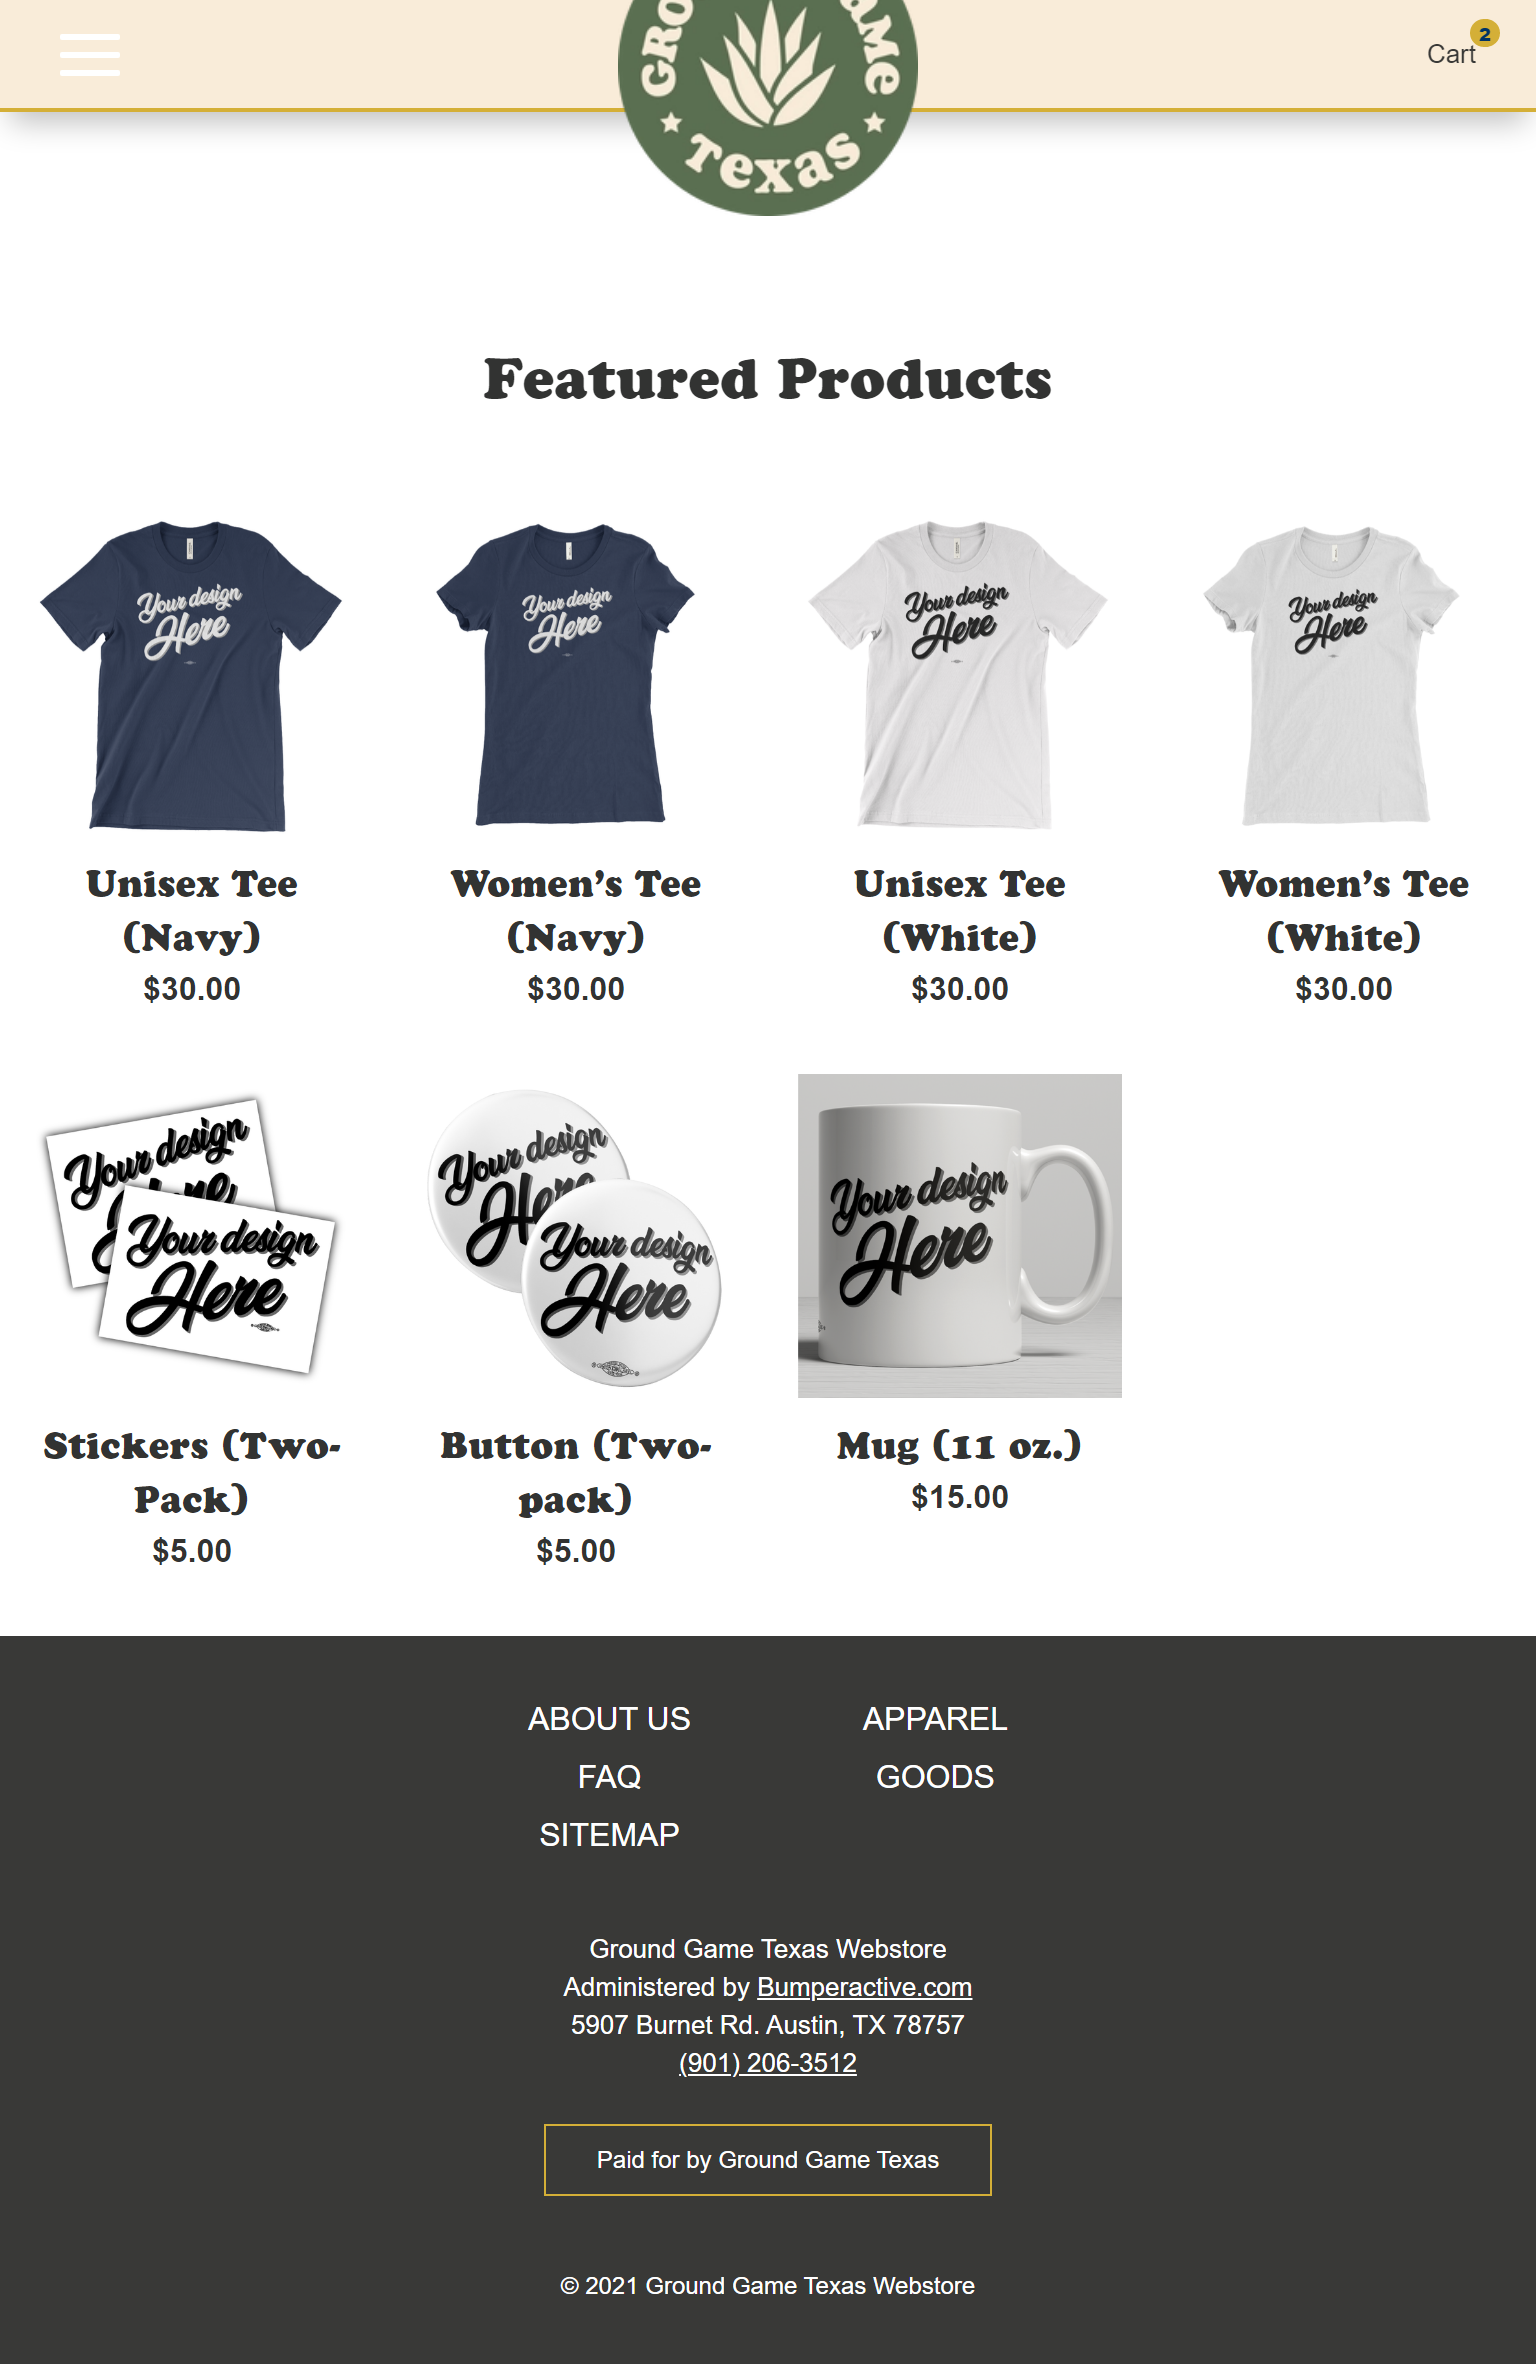 Game
Texas
Cart
2
Featured Products
Your design
Here
Your design
Here
Your design
Here
Your design
Here
Unisex Tee
(Navy)
$30.00
Women's Tee
(Navy)
$30.00
Unisex Tee
(White)
$30.00
Women's Tee
(White)
$30.00
Your design
Your design
Here
Your design
Here
Your design
Here
Your design
Here
Stickers (Two-
Pack)
$5.00
Button (Two-
pack)
$5.00
Mug (11 oz.)
$15.00
ABOUT US
FAQ
SITEMAP
APPAREL
GOODS
Ground Game Texas Webstore
Administered by Bumperactive.com
5907 Burnet Rd. Austin, TX 78757
(901) 206-3512
Paid for by Ground Game Texas
© 2021 Ground Game Texas Webstore